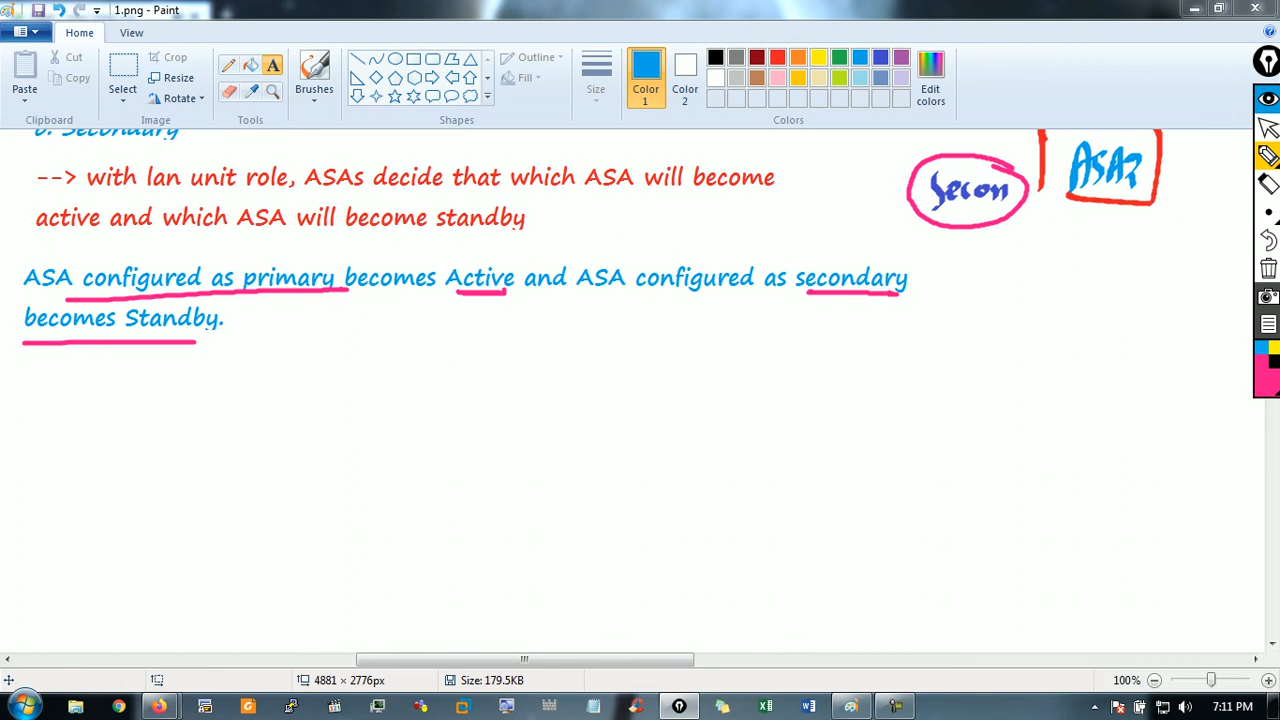 1.png - Paint
Home
View
Paste
Cut
Copy
Clipboard
Select
Crop
Resize
Rotate
Image
Tools
Brushes
Shapes
Outline
Fill
Size
Color 1
Color 2
Edit colors
Colors
b. Secondary
--> with lan unit role, ASAs decide that which ASA will become
active and which ASA will become standby
Secon
ASA2
ASA configured as primary becomes Active and ASA configured as secondary
becomes Standby.
4881 × 2776px
Size: 179.5KB
100%
7:11 PM